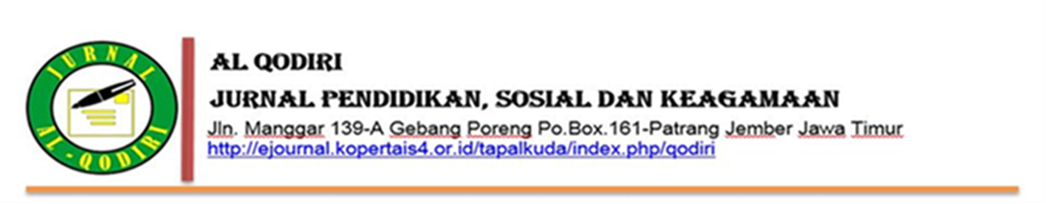 JURNAL
AL-QODIRI
AL QODIRI
JURNAL PENDIDIKAN, SOSIAL DAN KEAGAMAAN
Jln. Manggar 139-A Gebang Poreng Po.Box.161-Patrang Jember Jawa Timur
http://ejournal.kopertais4.or.id/tapalkuda/index.php/qodiri